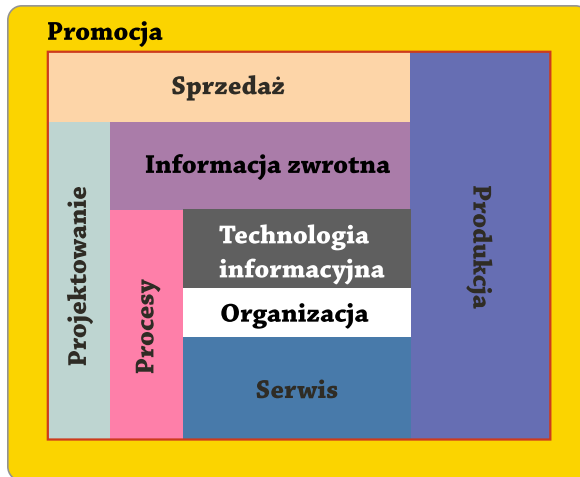 Promocja
Sprzedaż
Informacja zwrotna
Projektowanie
Procesy
Technologia
informacyjna
Organizacja
Serwis
Produkcja